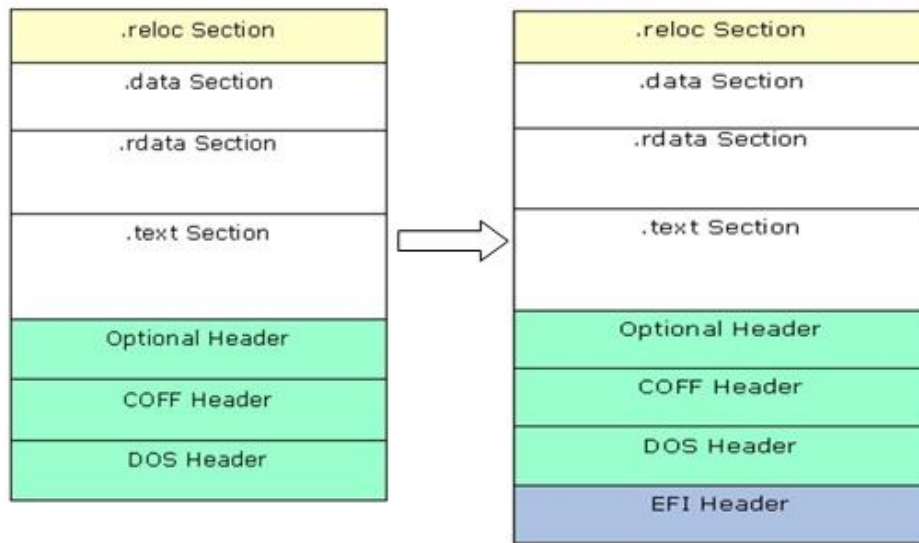 .reloc Section
.data Section
.rdata Section
.text Section
Optional Header
COFF Header
DOS Header
.reloc Section
.data Section
.rdata Section
.text Section
Optional Header
COFF Header
DOS Header
EFI Header